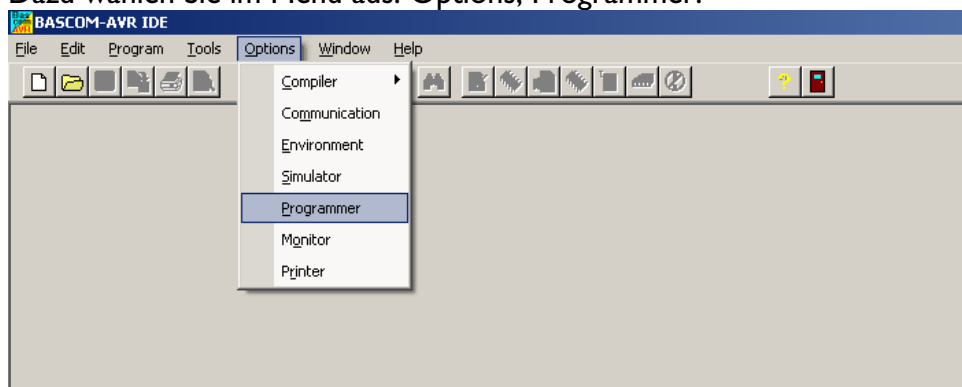 Dazu wählen Sie im Menü aus: Options, Programmer.
BASCOM-AVR IDE
File Edit Program Tools Options Window Help
Compiler
Communication
Environment
Simulator
Programmer
Monitor
Printer